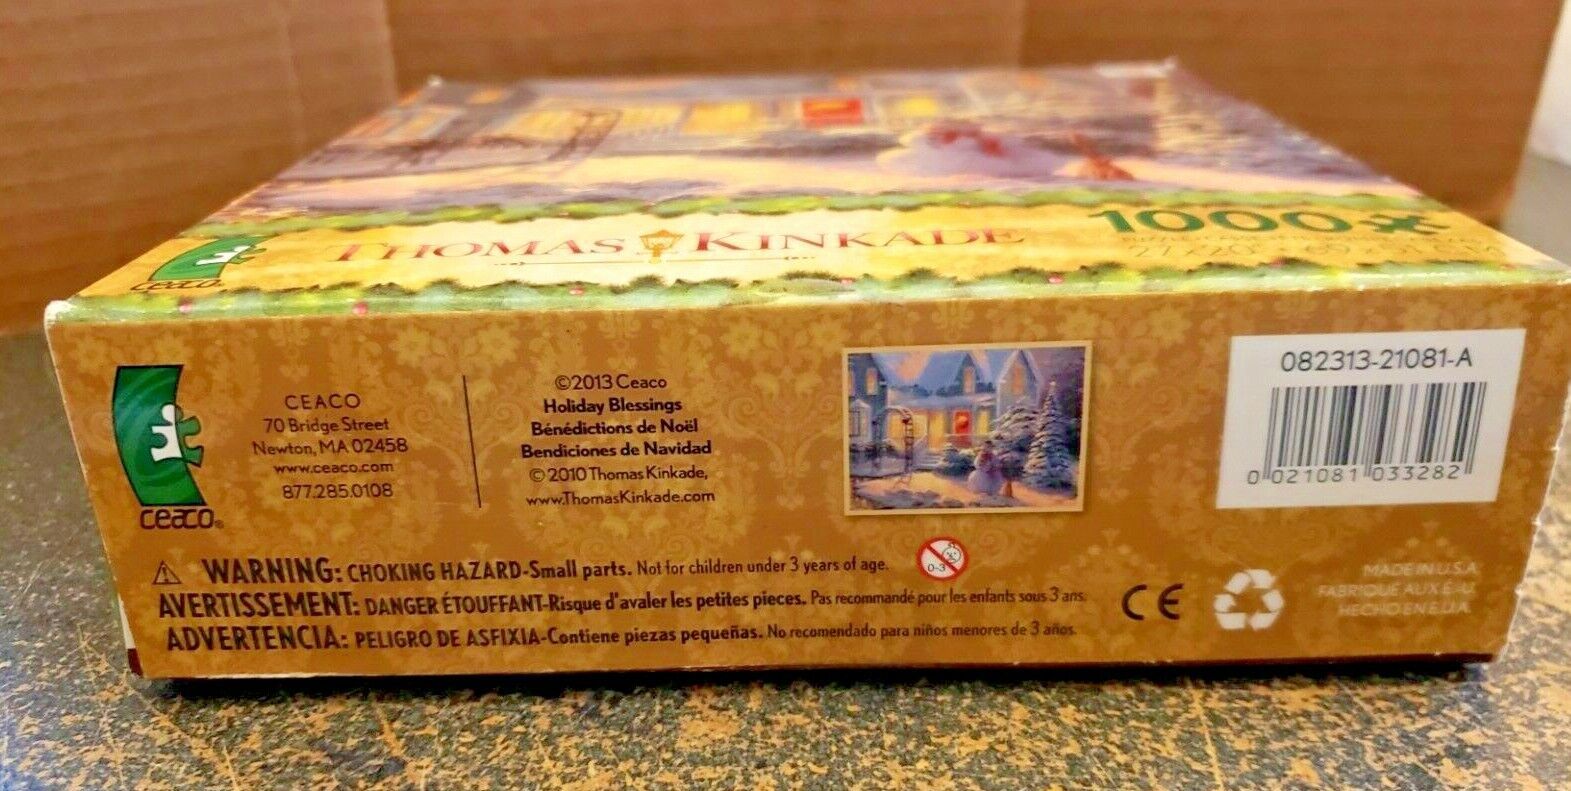 ceaco
THOMAS KINKADE
1000
ceaco®
CEACO
70 Bridge Street
Newton, MA 02458
www.ceaco.com
877.285.0108
©2013 Ceaco
Holiday Blessings
Bénédictions de Noël
Bendiciones de Navidad
©2010 Thomas Kinkade,
www.ThomasKinkade.com
082313-21081-A
0 021081 033282
WARNING: CHOKING HAZARD-Small parts. Not for children under 3 years of age.
0-3
AVERTISSEMENT: DANGER ÉTOUFFANT-Risque d'avaler les petites pieces. Pas recommandé pour les enfants sous 3 ans.
ADVERTENCIA: PELIGRO DE ASFIXIA-Contiene piezas pequeñas. No recomendado para niños menores de 3 años.
CE
MADE IN U.S.A.
FABRIQUE AUX É.-U.
HECHO EN E.U.A.